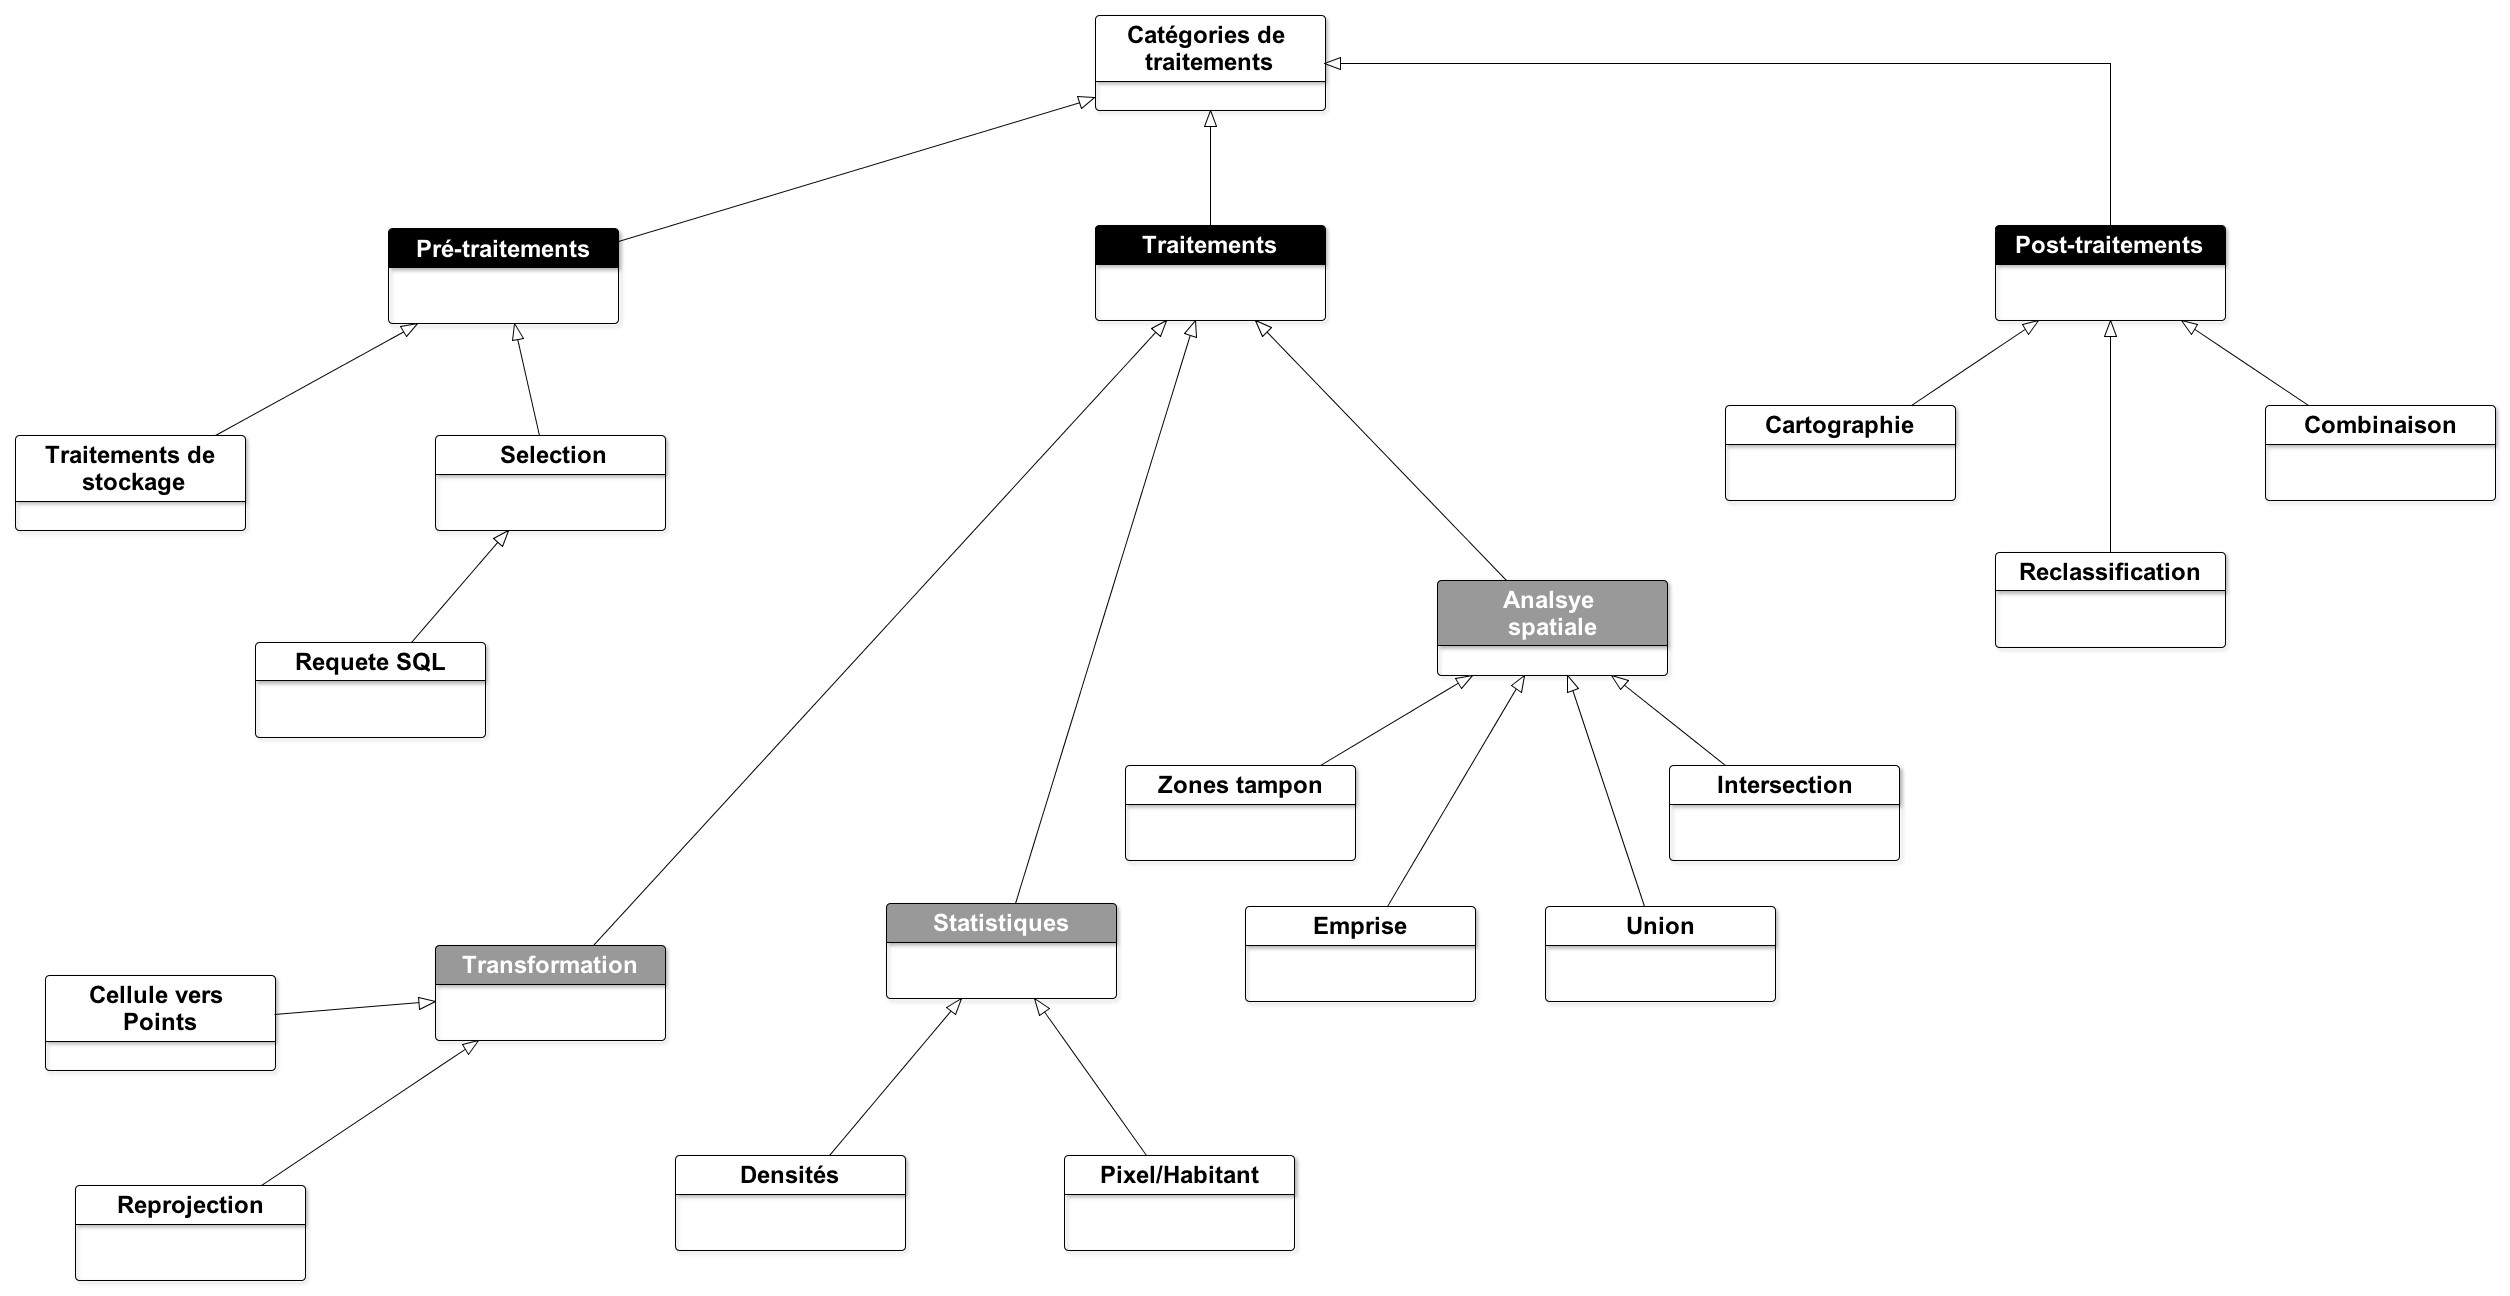 Catégories de
traitements
Pré-traitements
Traitements
Post-traitements
Traitements de
stockage
Selection
Cartographie
Combinaison
Requete SQL
Analsye
spatiale
Reclassification
Zones tampon
Intersection
Emprise
Union
Statistiques
Transformation
Cellule vers
Points
Densités
Pixel/Habitant
Reprojection